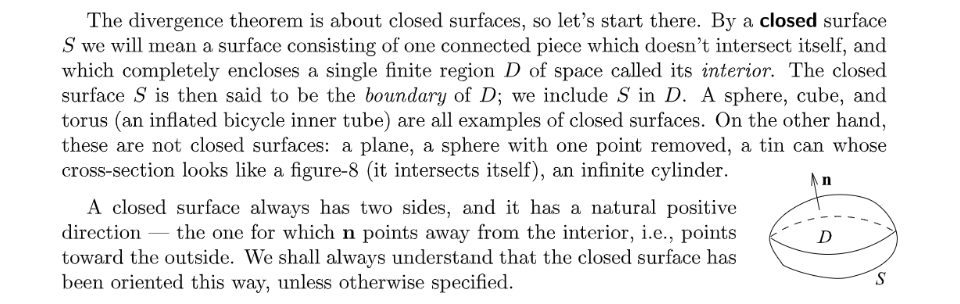 The divergence theorem is about closed surfaces, so let's start there. By a closed surface
S we will mean a surface consisting of one connected piece which doesn't intersect itself, and
which completely encloses a single finite region D of space called its interior. The closed
surface S is then said to be the boundary of D; we include S in D. A sphere, cube, and
torus (an inflated bicycle inner tube) are all examples of closed surfaces. On the other hand,
these are not closed surfaces: a plane, a sphere with one point removed, a tin can whose
cross-section looks like a figure-8 (it intersects itself), an infinite cylinder.
A closed surface always has two sides, and it has a natural positive
direction — the one for which n points away from the interior, i.e., points
toward the outside. We shall always understand that the closed surface has
been oriented this way, unless otherwise specified.
n
D
S